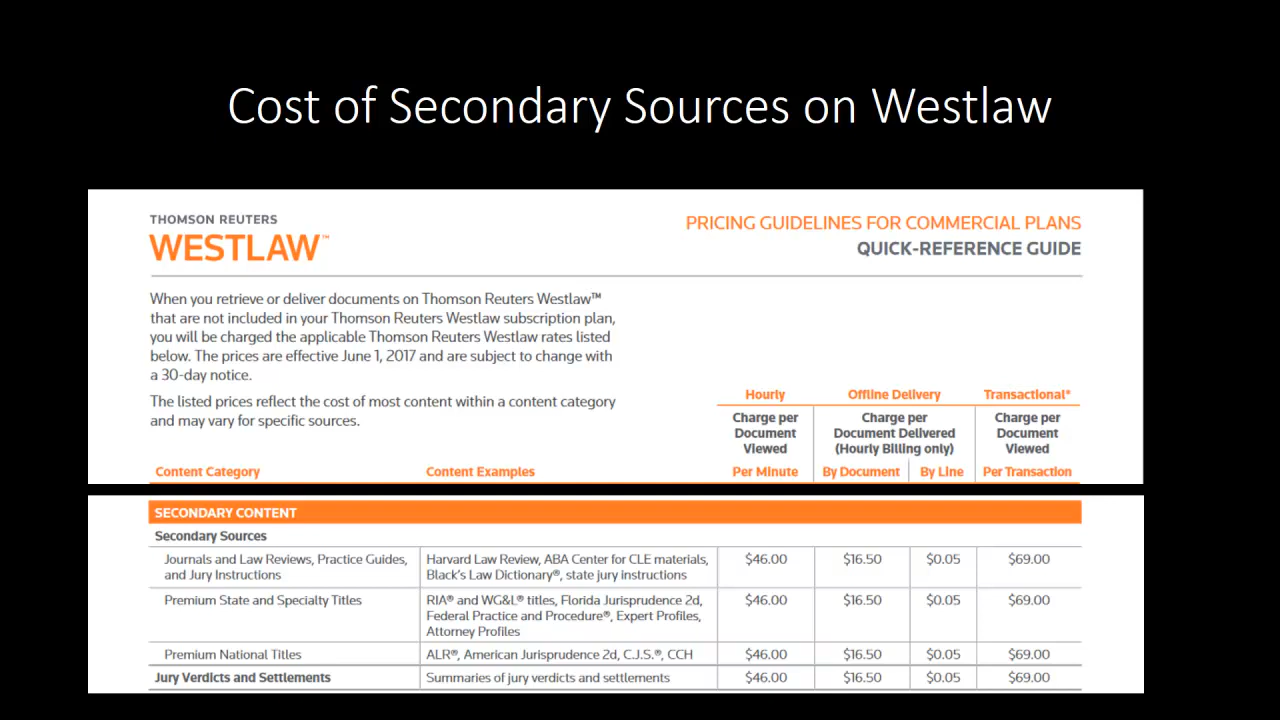 Cost of Secondary Sources on Westlaw
THOMSON REUTERS
WESTLAW™
PRICING GUIDELINES FOR COMMERCIAL PLANS
QUICK-REFERENCE GUIDE
When you retrieve or deliver documents on Thomson Reuters Westlaw™
that are not included in your Thomson Reuters Westlaw subscription plan,
you will be charged the applicable Thomson Reuters Westlaw rates listed
below. The prices are effective June 1, 2017 and are subject to change with
a 30-day notice.
The listed prices reflect the cost of most content within a content category
and may vary for specific sources.
Hourly Offline Delivery Transactional*
Charge per Charge per Charge per
Document Document Delivered Document
Viewed (Hourly Billing only) Viewed
Content Category Content Examples Per Minute By Document By Line Per Transaction
SECONDARY CONTENT
Secondary Sources
Journals and Law Reviews, Practice Guides, Harvard Law Review, ABA Center for CLE materials, $46.00 $16.50 $0.05 $69.00
and Jury Instructions Black's Law Dictionary®, state jury instructions
Premium State and Specialty Titles RIA® and WG&L® titles, Florida Jurisprudence 2d, $46.00 $16.50 $0.05 $69.00
Federal Practice and Procedure®, Expert Profiles,
Attorney Profiles
Premium National Titles ALR®, American Jurisprudence 2d, C.J.S.®, CCH $46.00 $16.50 $0.05 $69.00
Jury Verdicts and Settlements Summaries of jury verdicts and settlements $46.00 $16.50 $0.05 $69.00